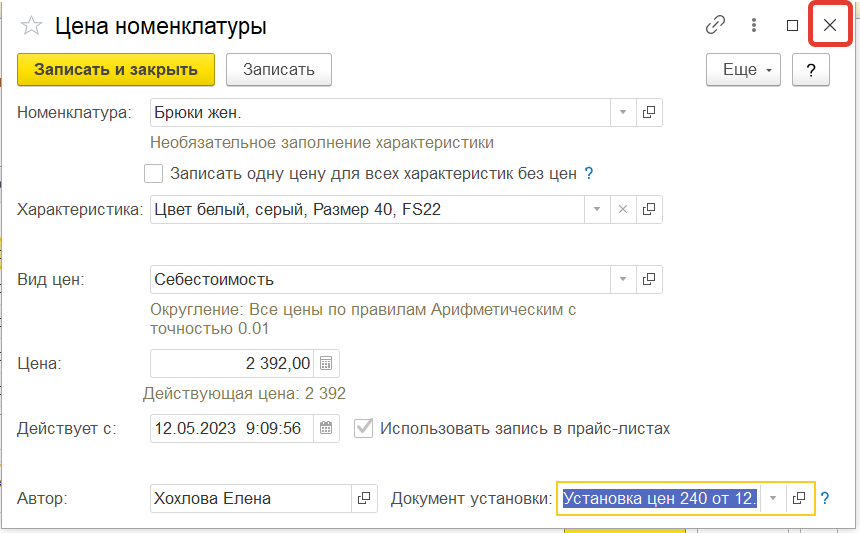 Цена номенклатуры
Записать и закрыть
Записать
Еще
?
Номенклатура: Брюки жен.
Необязательное заполнение характеристики
Записать одну цену для всех характеристик без цен ?
Характеристика: Цвет белый, серый, Размер 40, FS22
Вид цен: Себестоимость
Округление: Все цены по правилам Арифметическим с
точностью 0.01
Цена: 2 392,00
Действующая цена: 2 392
Действует с: 12.05.2023 9:09:56
Использовать запись в прайс-листах
Автор: Хохлова Елена
Документ установки: Установка цен 240 от 12. ?